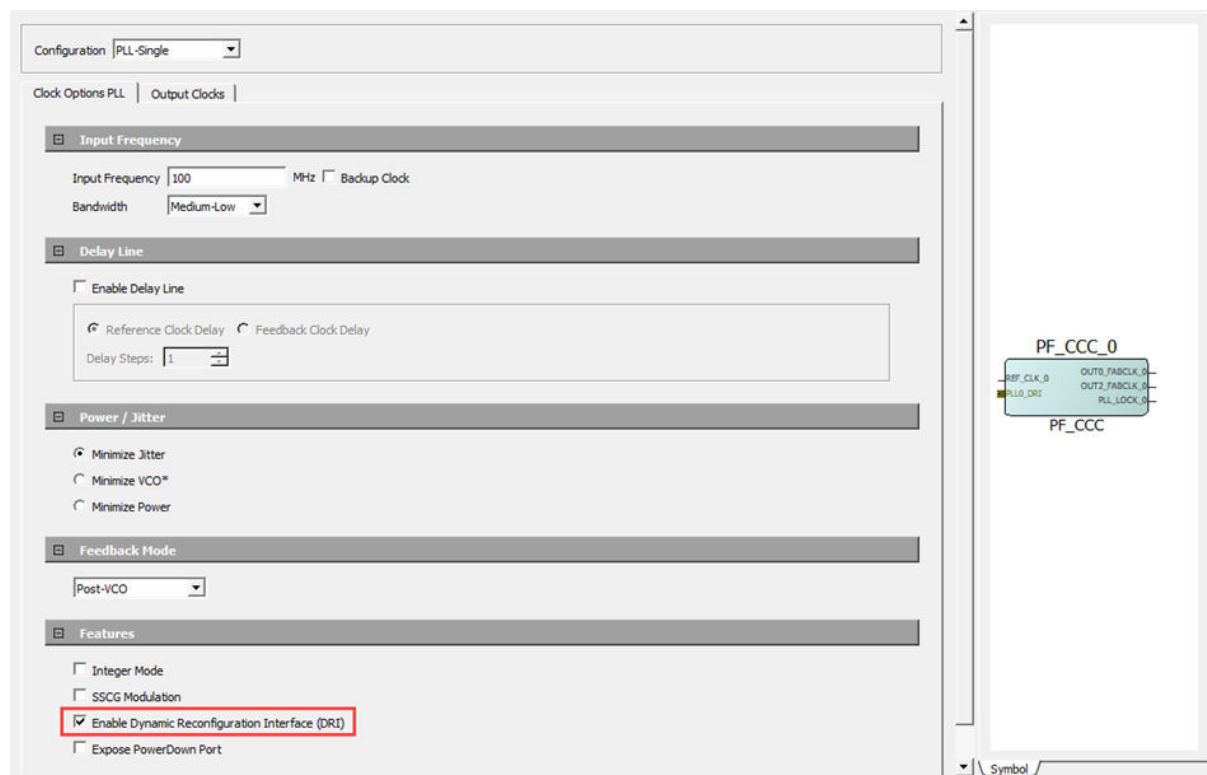 Configuration PLL-Single
Clock Options PLL Output Clocks
Input Frequency
Input Frequency 100 MHz Backup Clock
Bandwidth Medium-Low
Delay Line
Enable Delay Line
Reference Clock Delay Feedback Clock Delay
Delay Steps: 1
Power / Jitter
Minimize Jitter
Minimize VCO*
Minimize Power
Feedback Mode
Post-VCO
Features
Integer Mode
SSCG Modulation
Enable Dynamic Reconfiguration Interface (DRI)
Expose PowerDown Port
PF_CCC_0
REF_CLK_0 OUT0_FABCLK_0
PLL0_DRI OUT2_FABCLK_0
PLL_LOCK_0
PF_CCC
Symbol